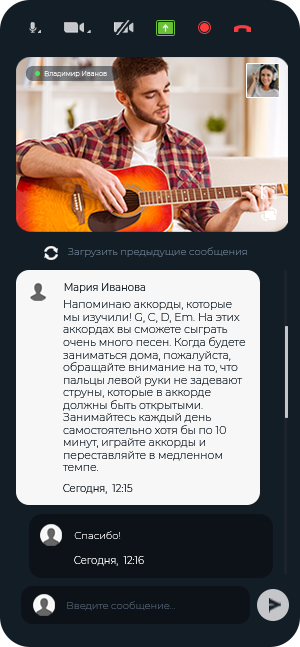 Владимир Иванов
Загрузить предыдущие сообщения
Мария Иванова
Напоминаю аккорды, которые
мы изучили! G, C, D, Em. На этих
аккордах вы сможете сыграть
очень много песен. Когда будете
заниматься дома, пожалуйста,
обращайте внимание на то, что
пальцы левой руки не задевают
струны, которые в аккорде
должны быть открытыми.
Занимайтесь каждый день
самостоятельно хотя бы по 10
минут, играйте аккорды и
переставляйте в медленном
темпе.
Сегодня, 12:15
Спасибо!
Сегодня, 12:16
Введите сообщение...